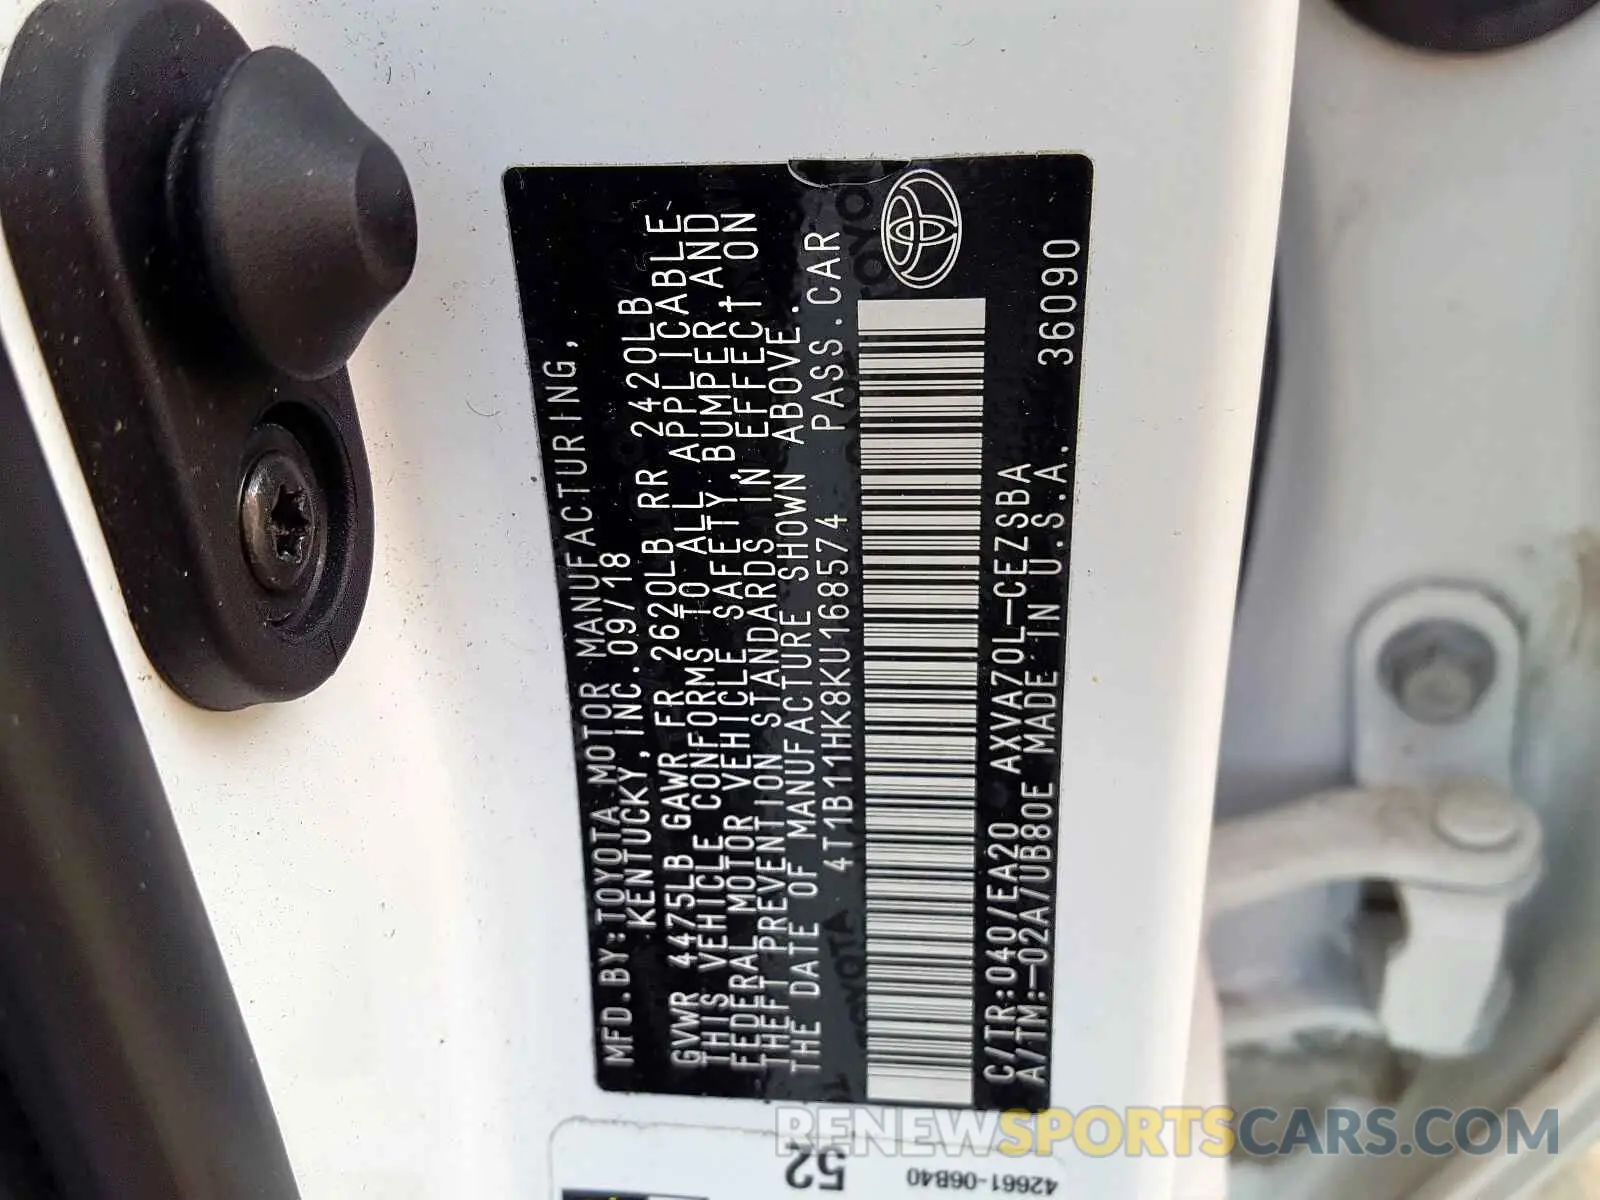 MFD.BY:TOYOTA MOTOR MANUFACTURING,
KENTUCKY,INC.09/18
GVWR 4475LB GAWR FR 2620LB RR 2420LB
THIS VEHICLE CONFORMS TO ALL APPLICABLE
FEDERAL MOTOR VEHICLE SAFETY,BUMPER,AND
THEFT PREVENTION STANDARDS IN EFFECT ON
THE DATE OF MANUFACTURE SHOWN ABOVE.
4T1B11HK8KU168574 PASS.CAR
C/TR:040/EA20 AXVA70L-CEZSBA
A/TM:-02A/UB80E MADE IN U.S.A. 36090
TOYOTA
52
42661-06B40
RENEWSPORTSCARS.COM